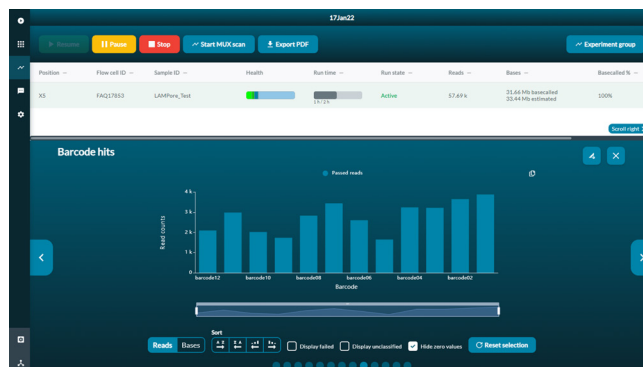 17Jan22
Resume
Pause
Stop
Start MUX scan
Export PDF
Experiment group
Position
Flow cell ID
Sample ID
Health
Run time
Run state
Reads
Bases
Basecalled %
X5
FAQ17853
LAMPore_Test
1 h / 2 h
Active
57.69 k
31.66 Mb basecalled
33.44 Mb estimated
100%
Scroll right
Barcode hits
Passed reads
Read counts
4 k
3 k
2 k
1 k
0
barcode12
barcode10
barcode08
barcode06
barcode04
barcode02
Barcode
Sort
Reads
Bases
A Z
Z A
Display failed
Display unclassified
Hide zero values
Reset selection